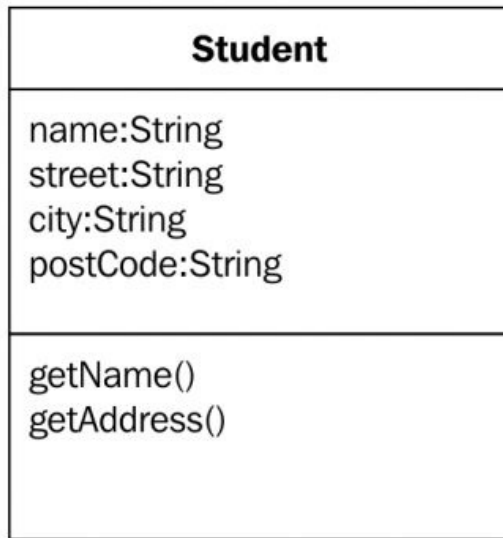 Student
name:String
street:String
city:String
postCode:String
getName()
getAddress()